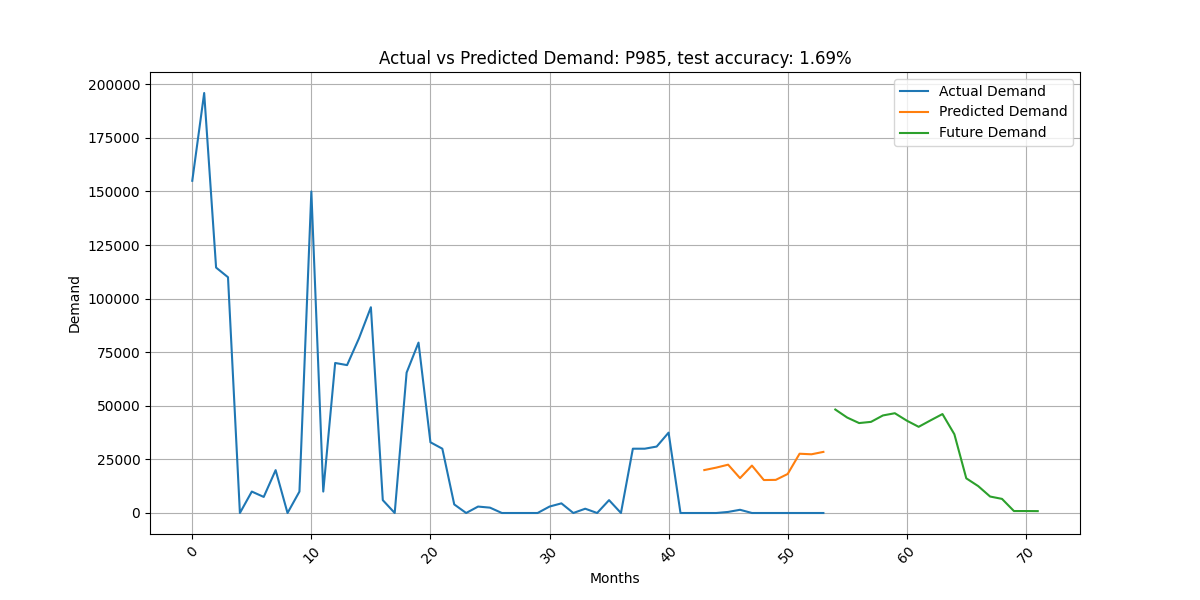 Actual vs Predicted Demand: P985, test accuracy: 1.69%
Actual Demand
Predicted Demand
Future Demand
200000
175000
150000
125000
100000
75000
50000
25000
0
Demand
0
10
20
30
40
50
60
70
Months